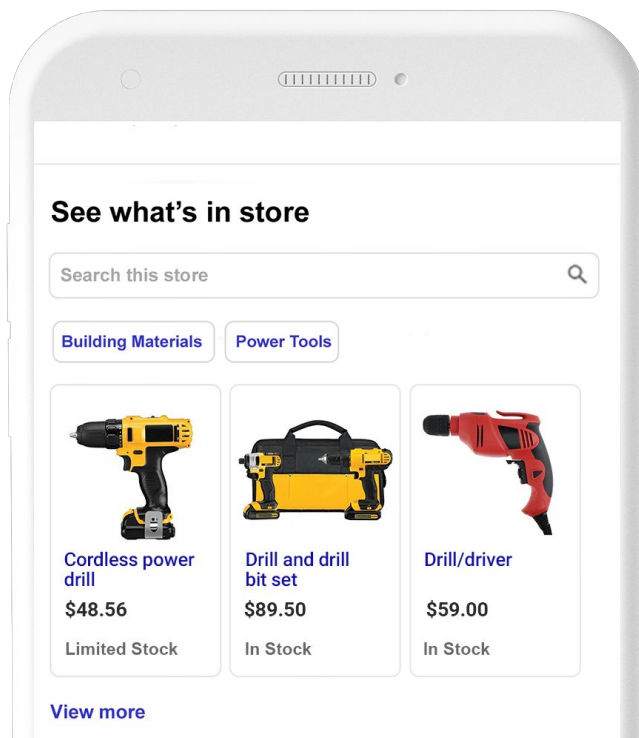 See what's in store
Search this store
Building Materials
Power Tools
Cordless power
drill
$48.56
Limited Stock
Drill and drill
bit set
$89.50
In Stock
Drill/driver
$59.00
In Stock
View more